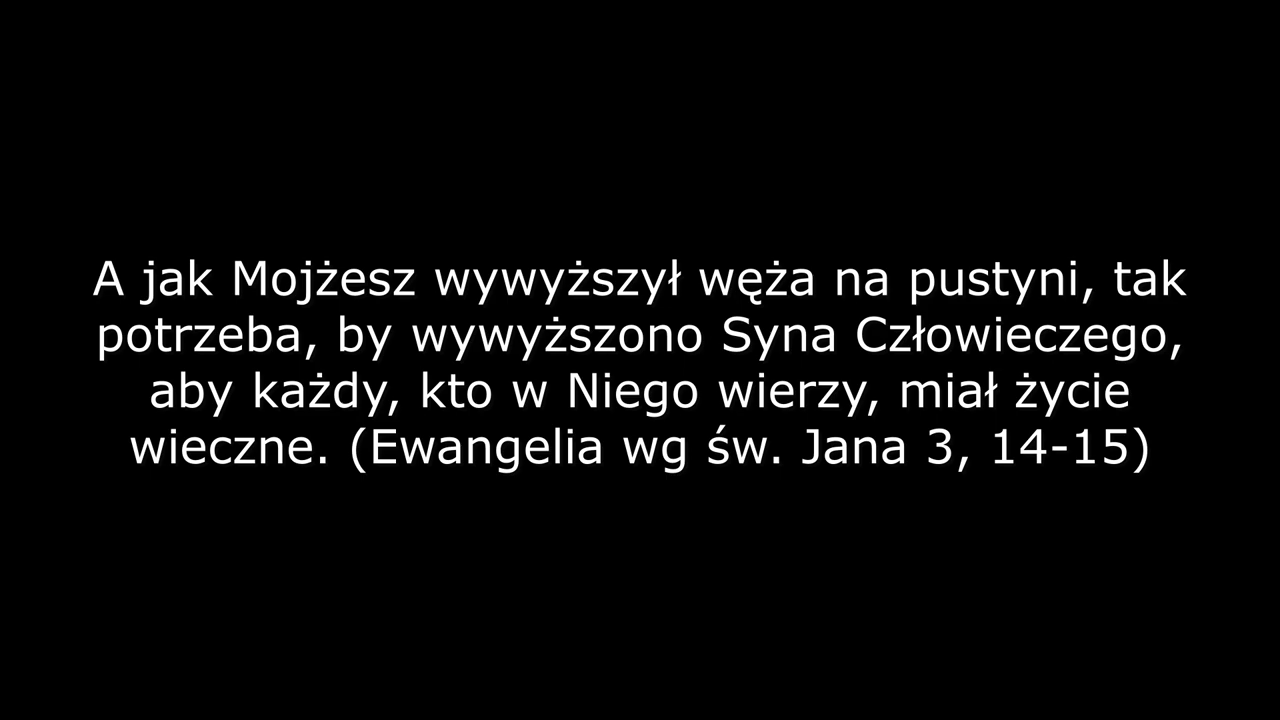 A jak Mojżesz wywyższył węża na pustyni, tak
potrzeba, by wywyższono Syna Człowieczego,
aby każdy, kto w Niego wierzy, miał życie
wieczne. (Ewangelia wg św. Jana 3, 14-15)